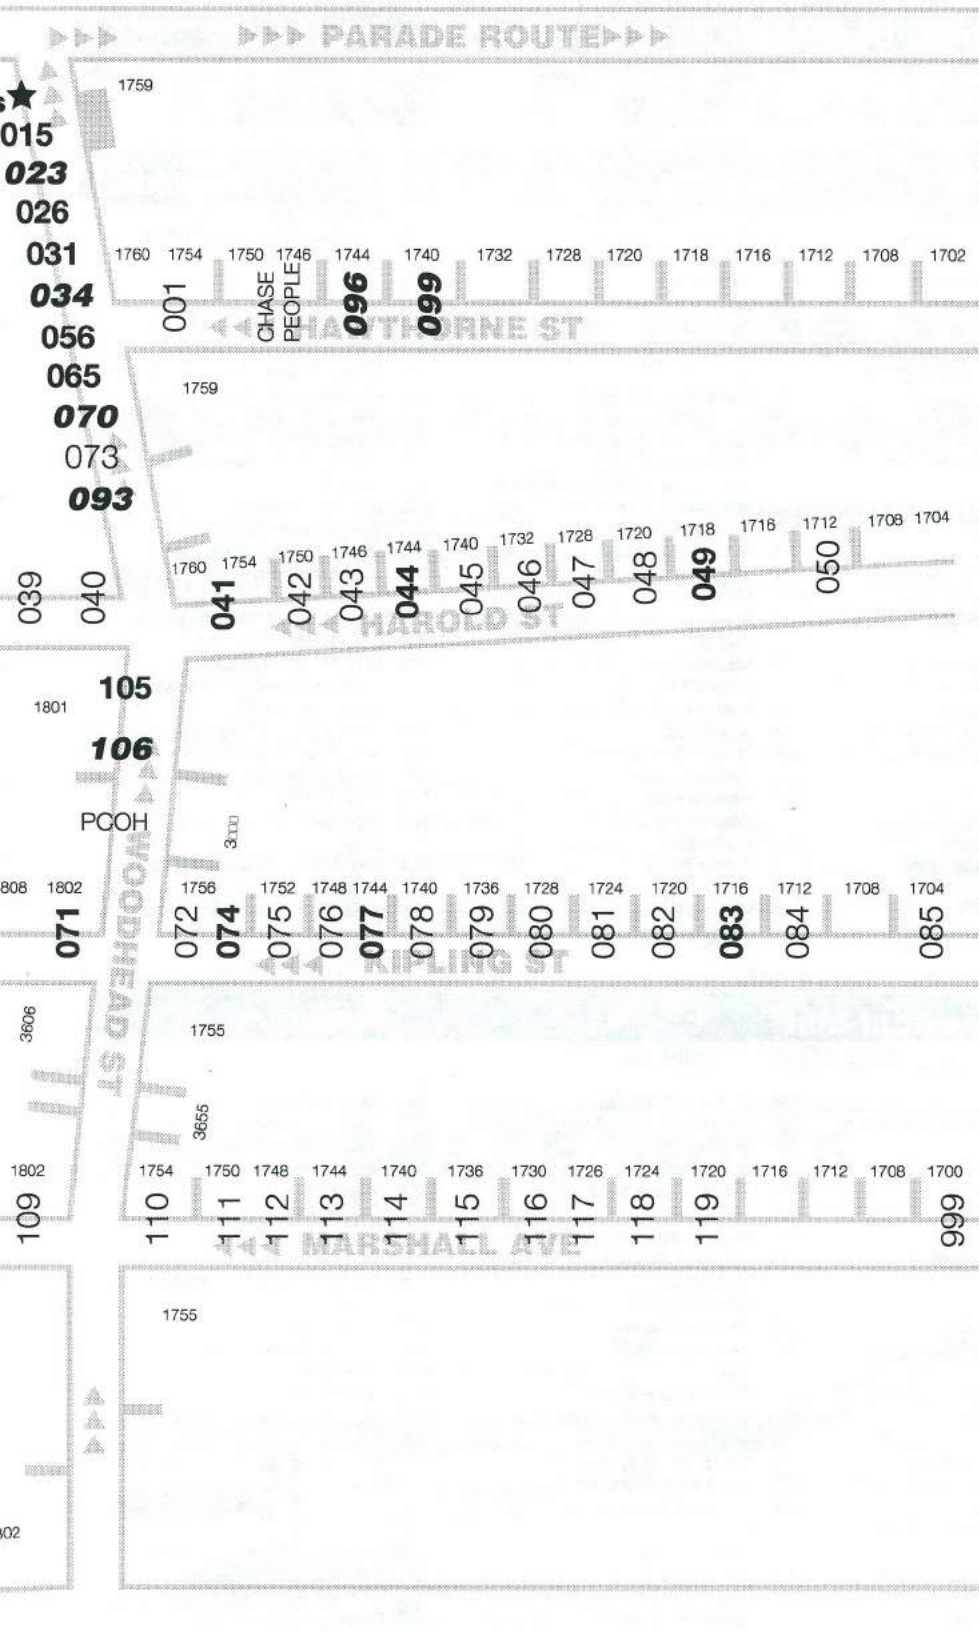 PARADE ROUTE
1759
s★
015
023
026
031
034
056
065
070
073
093
1760 1754 1750 1746 1744 1740 1732 1728 1720 1718 1716 1712 1708 1702
001 CHASE PEOPLE 096 099
HAWTHORNE ST
1759
1760 1754 1750 1746 1744 1740 1732 1728 1720 1718 1716 1712 1708 1704
039 040 041 042 043 044 045 046 047 048 049 050
HAROLD ST
105
1801
106
PCOH
WOODHEAD ST
808 1802 1756 1752 1748 1744 1740 1736 1728 1724 1720 1716 1712 1708 1704
071 072 074 075 076 077 078 079 080 081 082 083 084 085
KIPLING ST
3606
1755
3655
1802 1754 1750 1748 1744 1740 1736 1730 1726 1724 1720 1716 1712 1708 1700
109 110 111 112 113 114 115 116 117 118 119 999
MARSHALL AVE
1755